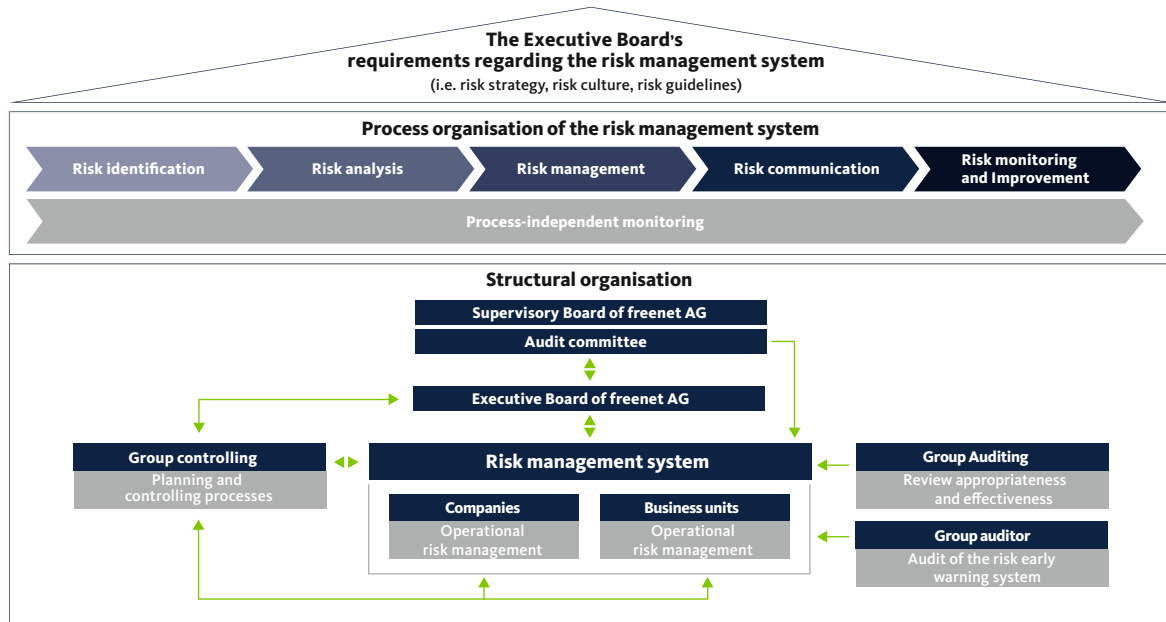 The Executive Board's
requirements regarding the risk management system
(i.e. risk strategy, risk culture, risk guidelines)
Process organisation of the risk management system
Risk identification
Risk analysis
Risk management
Risk communication
Risk monitoring
and Improvement
Process-independent monitoring
Structural organisation
Supervisory Board of freenet AG
Audit committee
Executive Board of freenet AG
Group controlling
Planning and
controlling processes
Risk management system
Companies
Operational
risk management
Business units
Operational
risk management
Group Auditing
Review appropriateness
and effectiveness
Group auditor
Audit of the risk early
warning system